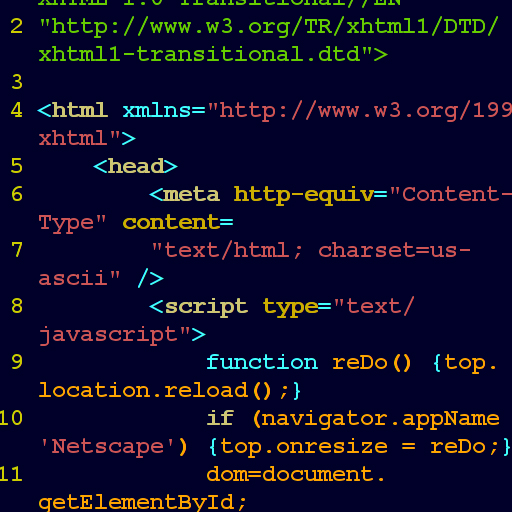 XHTML 1.0 Transitional//EN"
2 "http://www.w3.org/TR/xhtml1/DTD/
xhtml1-transitional.dtd">
3
4 <html xmlns="http://www.w3.org/199
xhtml">
5 <head>
6 <meta http-equiv="Content-
Type" content=
7 "text/html; charset=us-
ascii" />
8 <script type="text/
javascript">
9 function reDo() {top.
location.reload();}
10 if (navigator.appName
'Netscape') {top.onresize = reDo;}
11 dom=document.
getElementById;